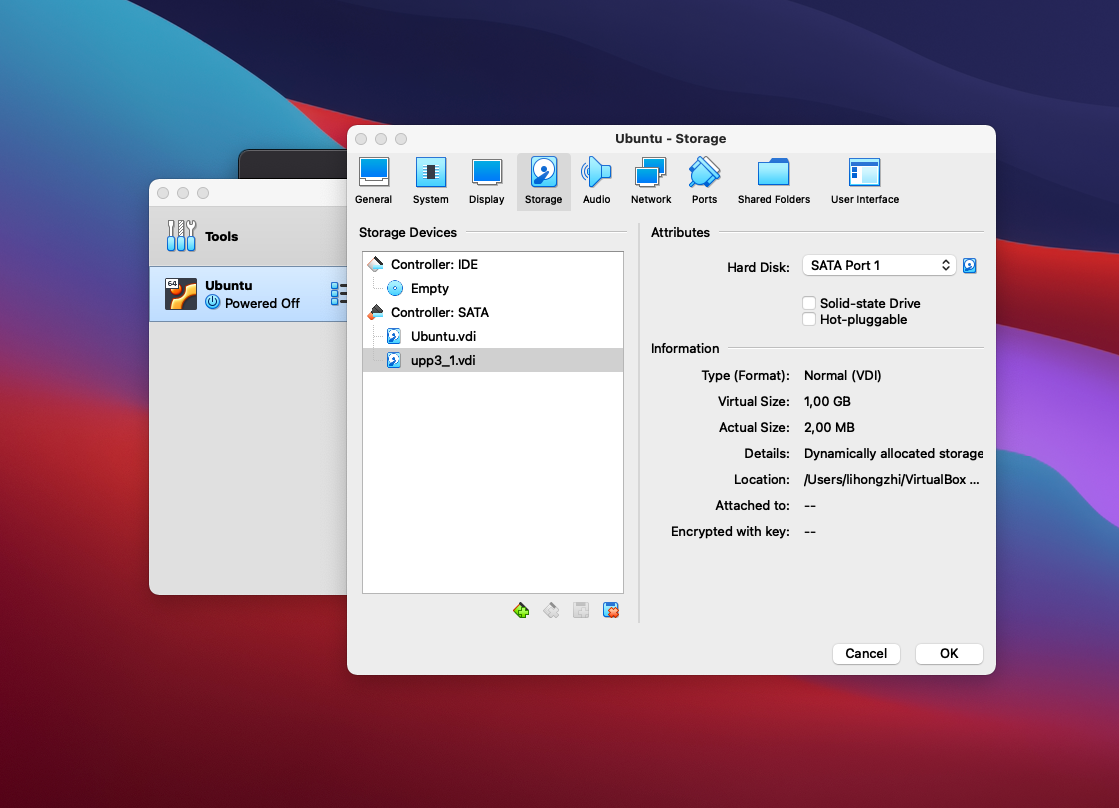 Ubuntu - Storage
General
System
Display
Storage
Audio
Network
Ports
Shared Folders
User Interface
Tools
64
Ubuntu
Powered Off
Storage Devices
Controller: IDE
Empty
Controller: SATA
Ubuntu.vdi
upp3_1.vdi
Attributes
Hard Disk: SATA Port 1
Solid-state Drive
Hot-pluggable
Information
Type (Format): Normal (VDI)
Virtual Size: 1,00 GB
Actual Size: 2,00 MB
Details: Dynamically allocated storage
Location: /Users/lihongzhi/VirtualBox ...
Attached to: --
Encrypted with key: --
Cancel
OK